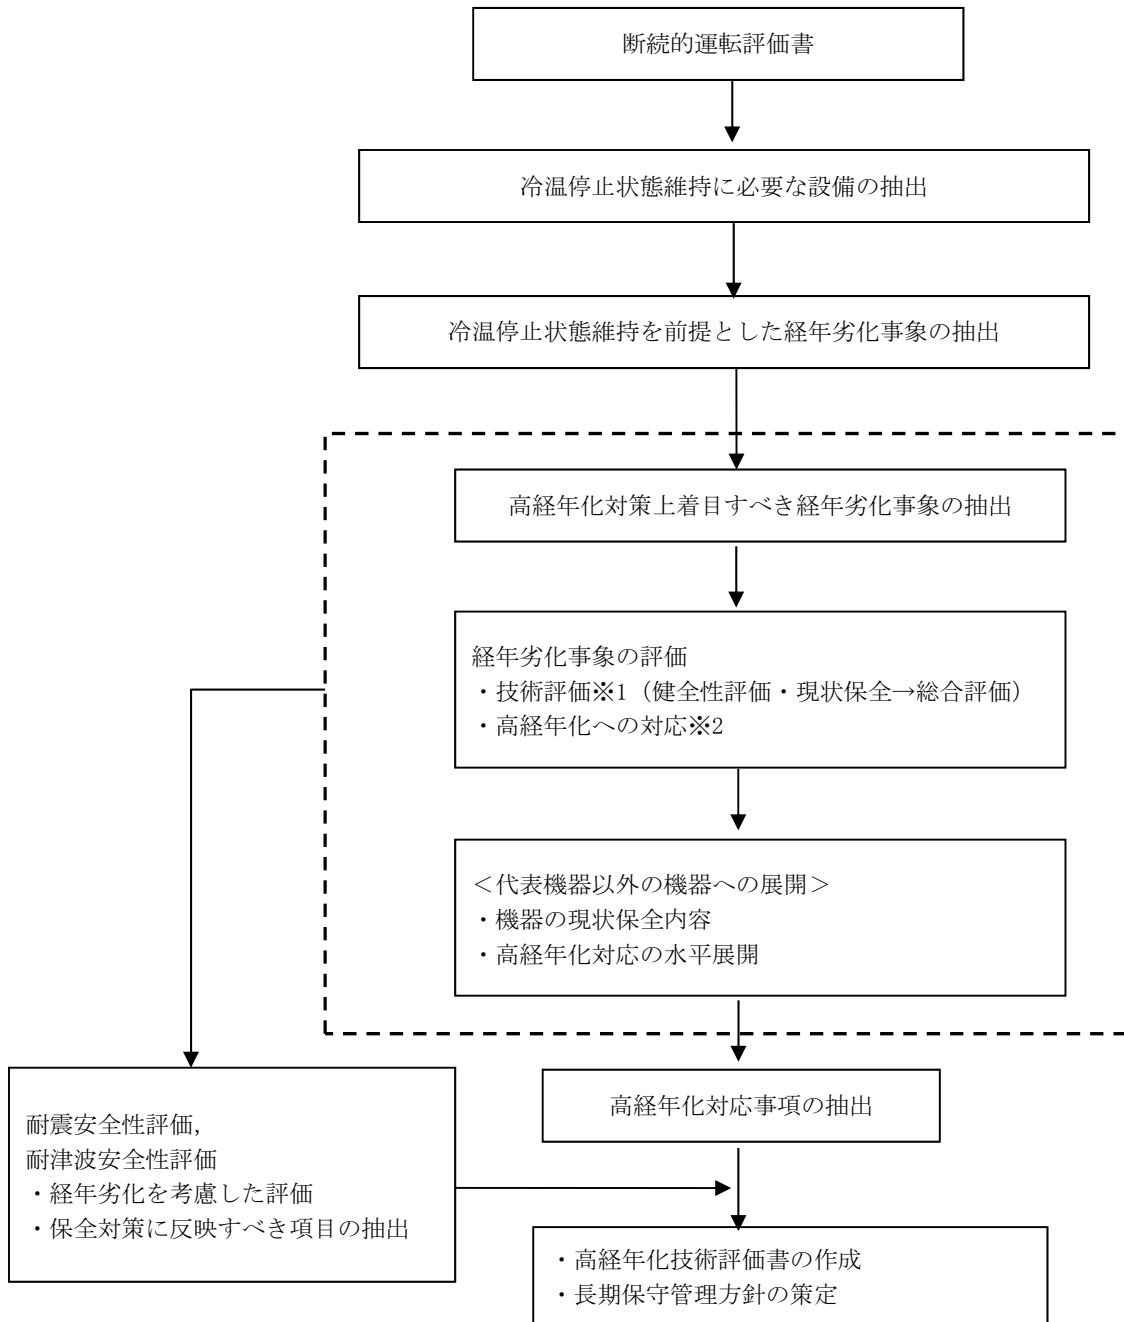 断続的運転評価書
冷温停止状態維持に必要な設備の抽出
冷温停止状態維持を前提とした経年劣化事象の抽出
高経年化対策上着目すべき経年劣化事象の抽出
経年劣化事象の評価
・技術評価※1（健全性評価・現状保全→総合評価）
・高経年化への対応※2
＜代表機器以外の機器への展開＞
・機器の現状保全内容
・高経年化対応の水平展開
高経年化対応事項の抽出
耐震安全性評価,
耐津波安全性評価
・経年劣化を考慮した評価
・保全対策に反映すべき項目の抽出
・高経年化技術評価書の作成
・長期保守管理方針の策定